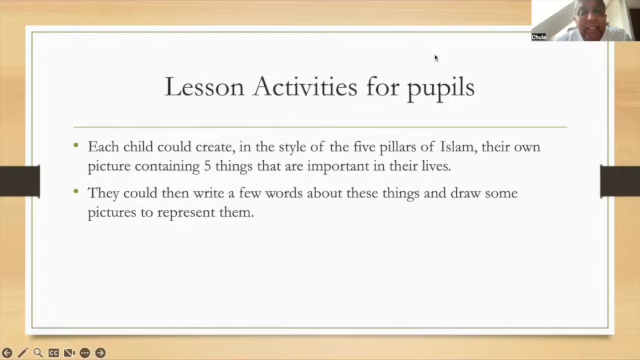 Chula
Lesson Activities for pupils
• Each child could create, in the style of the five pillars of Islam, their own
picture containing 5 things that are important in their lives.
• They could then write a few words about these things and draw some
pictures to represent them.
CC